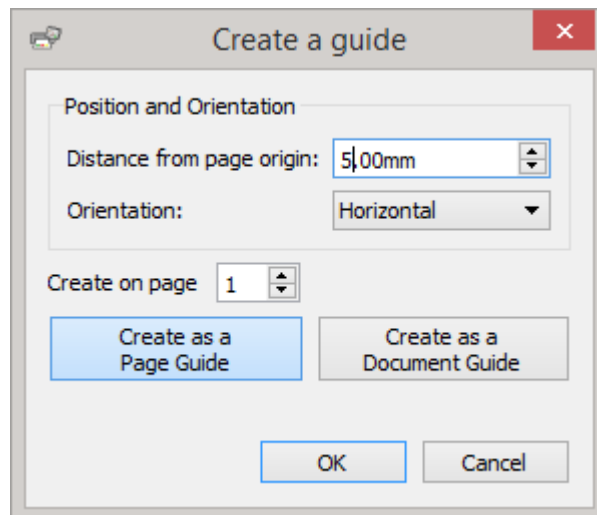 Create a guide
Position and Orientation
Distance from page origin: 5.00mm
Orientation: Horizontal
Create on page 1
Create as a
Page Guide
Create as a
Document Guide
OK Cancel